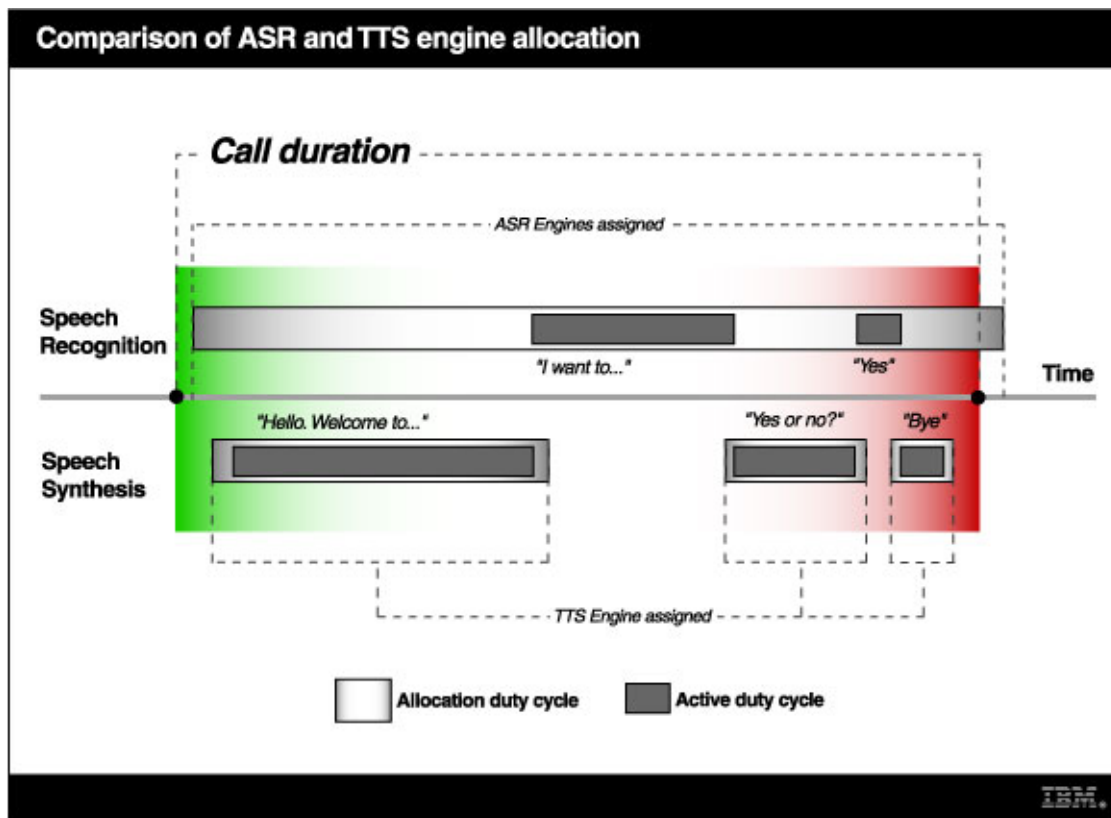 Comparison of ASR and TTS engine allocation
Call duration
ASR Engines assigned
Speech
Recognition
"I want to..."
"Yes"
Time
"Hello. Welcome to..."
"Yes or no?"
"Bye"
Speech
Synthesis
TTS Engine assigned
Allocation duty cycle
Active duty cycle
IBM®